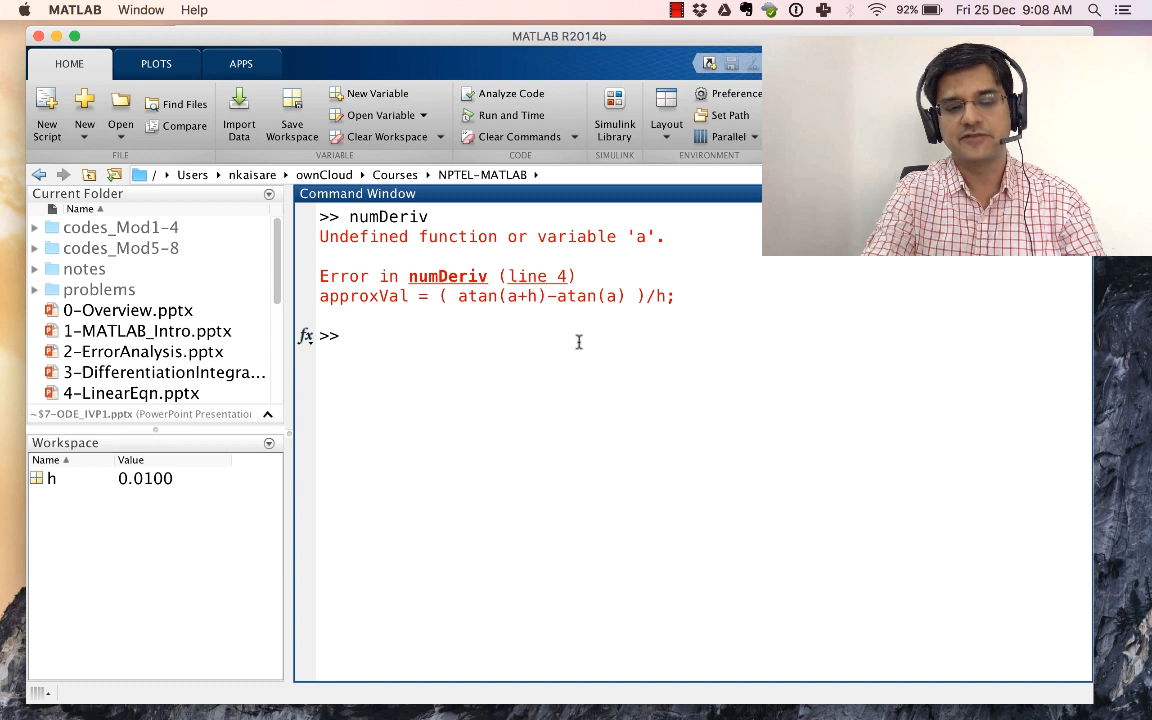 MATLAB Window Help 92% Fri 25 Dec 9:08 AM
MATLAB R2014b
HOME PLOTS APPS
New Script
New
Open
Find Files
Compare
FILE
Import Data
Save Workspace
New Variable
Open Variable
Clear Workspace
VARIABLE
Analyze Code
Run and Time
Clear Commands
CODE
Simulink Library
SIMULINK
Layout
Preference
Set Path
Parallel
ENVIRONMENT
/ Users nkaisare ownCloud Courses NPTEL-MATLAB
Current Folder
Name
codes_Mod1-4
codes_Mod5-8
notes
problems
0-Overview.pptx
1-MATLAB_Intro.pptx
2-ErrorAnalysis.pptx
3-DifferentiationIntegra...
4-LinearEqn.pptx
~$7-ODE_IVP1.pptx (PowerPoint Presentatio
Workspace
Name Value
h 0.0100
Command Window
>> numDeriv
Undefined function or variable 'a'.
Error in numDeriv (line 4)
approxVal = ( atan(a+h)-atan(a) )/h;
fx >>